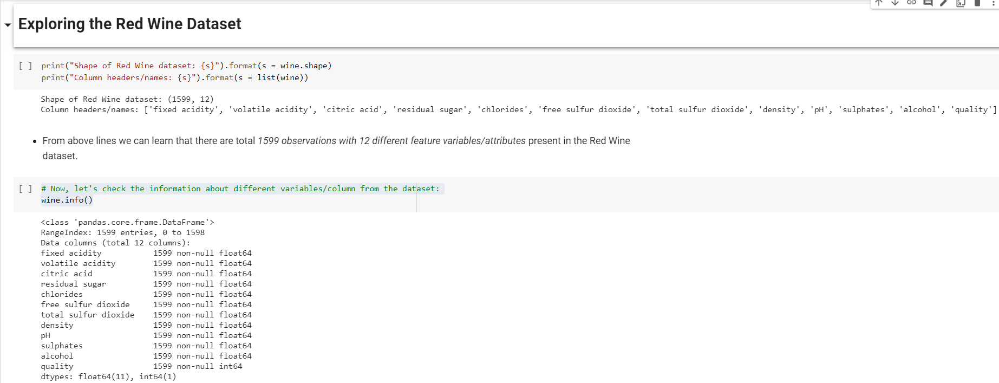 Exploring the Red Wine Dataset
[ ] print("Shape of Red Wine dataset: {s}").format(s = wine.shape)
print("Column headers/names: {s}").format(s = list(wine))
Shape of Red Wine dataset: (1599, 12)
Column headers/names: ['fixed acidity', 'volatile acidity', 'citric acid', 'residual sugar', 'chlorides', 'free sulfur dioxide', 'total sulfur dioxide', 'density', 'pH', 'sulphates', 'alcohol', 'quality']
• From above lines we can learn that there are total 1599 observations with 12 different feature variables/attributes present in the Red Wine
dataset.
[ ] # Now, let's check the information about different variables/column from the dataset:
wine.info()
<class 'pandas.core.frame.DataFrame'>
RangeIndex: 1599 entries, 0 to 1598
Data columns (total 12 columns):
fixed acidity 1599 non-null float64
volatile acidity 1599 non-null float64
citric acid 1599 non-null float64
residual sugar 1599 non-null float64
chlorides 1599 non-null float64
free sulfur dioxide 1599 non-null float64
total sulfur dioxide 1599 non-null float64
density 1599 non-null float64
pH 1599 non-null float64
sulphates 1599 non-null float64
alcohol 1599 non-null float64
quality 1599 non-null int64
dtypes: float64(11), int64(1)